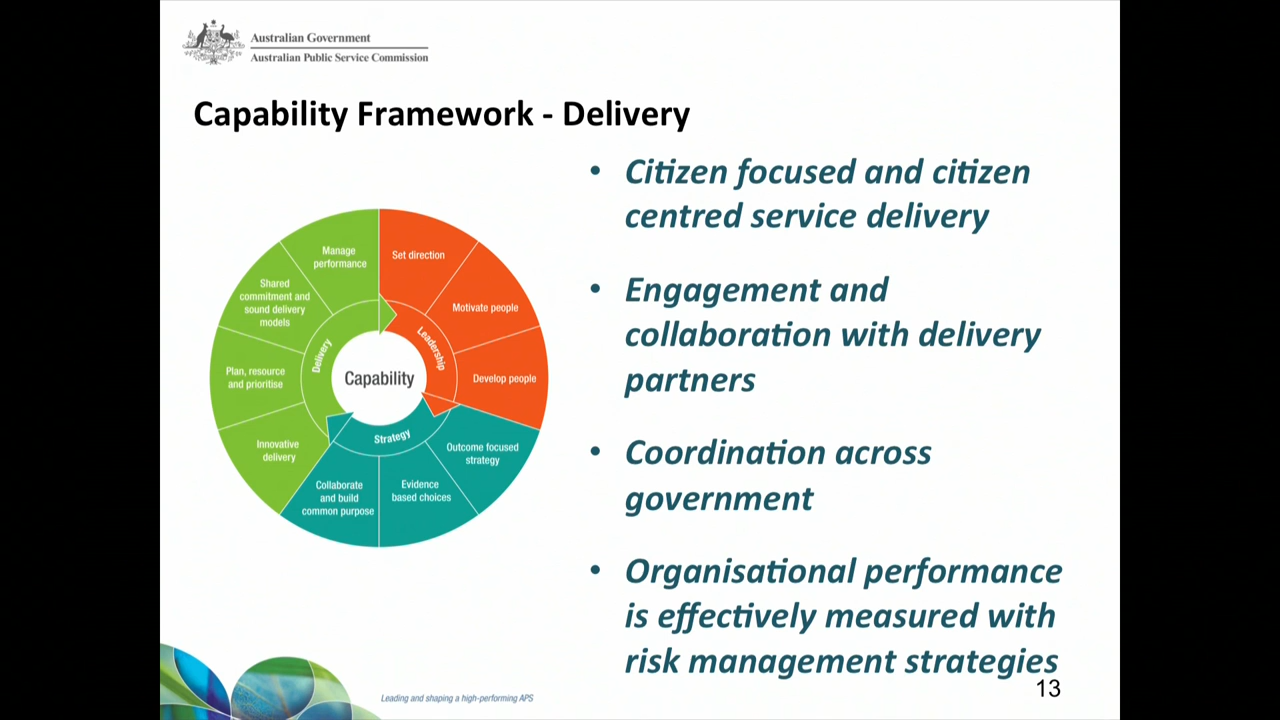 Australian Government
Australian Public Service Commission
Capability Framework - Delivery
• Citizen focused and citizen
centred service delivery
• Engagement and
collaboration with delivery
partners
• Coordination across
government
• Organisational performance
is effectively measured with
risk management strategies
Manage
performance
Set direction
Shared
commitment and
sound delivery
models
Motivate people
Delivery
Leadership
Plan, resource
and prioritise
Capability
Develop people
Innovative
delivery
Strategy
Outcome focused
strategy
Collaborate
and build
common purpose
Evidence
based choices
Leading and shaping a high-performing APS
13